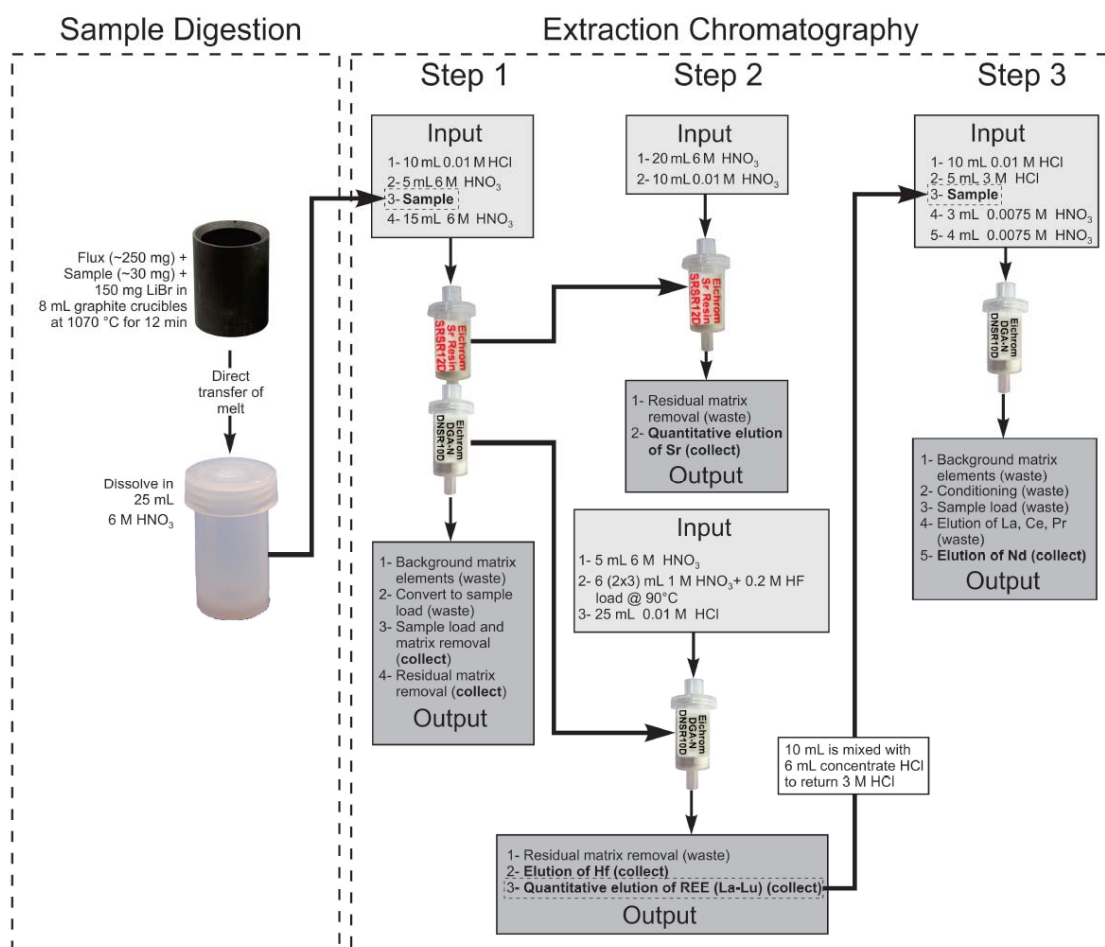 Sample Digestion
Extraction Chromatography
Step 1
Step 2
Step 3
Flux (~250 mg) +
Sample (~30 mg) +
150 mg LiBr in
8 mL graphite crucibles
at 1070 °C for 12 min
Direct
transfer of
melt
Dissolve in
25 mL
6 M HNO₃
Input
1- 10 mL 0.01 M HCl
2- 5 mL 6 M HNO₃
3- Sample
4- 15 mL 6 M HNO₃
Eichrom
Sr Resin
SRSR12D
Eichrom
DGA-N
DNSR10D
1- Background matrix
elements (waste)
2- Convert to sample
load (waste)
3- Sample load and
matrix removal
(collect)
4- Residual matrix
removal (collect)
Output
Input
1- 20 mL 6 M HNO₃
2- 10 mL 0.01 M HNO₃
Eichrom
Sr Resin
SRSR12D
1- Residual matrix
removal (waste)
2- Quantitative elution
of Sr (collect)
Output
Input
1- 5 mL 6 M HNO₃
2- 6 (2x3) mL 1 M HNO₃+ 0.2 M HF
load @ 90°C
3- 25 mL 0.01 M HCl
Eichrom
DGA-N
DNSR10D
1- Residual matrix removal (waste)
2- Elution of Hf (collect)
3- Quantitative elution of REE (La-Lu) (collect)
Output
10 mL is mixed with
6 mL concentrate HCl
to return 3 M HCl
Input
1- 10 mL 0.01 M HCl
2- 5 mL 3 M HCl
3- Sample
4- 3 mL 0.0075 M HNO₃
5- 4 mL 0.0075 M HNO₃
Eichrom
DGA-N
DNSR10D
1- Background matrix
elements (waste)
2- Conditioning (waste)
3- Sample load (waste)
4- Elution of La, Ce, Pr
(waste)
5- Elution of Nd (collect)
Output